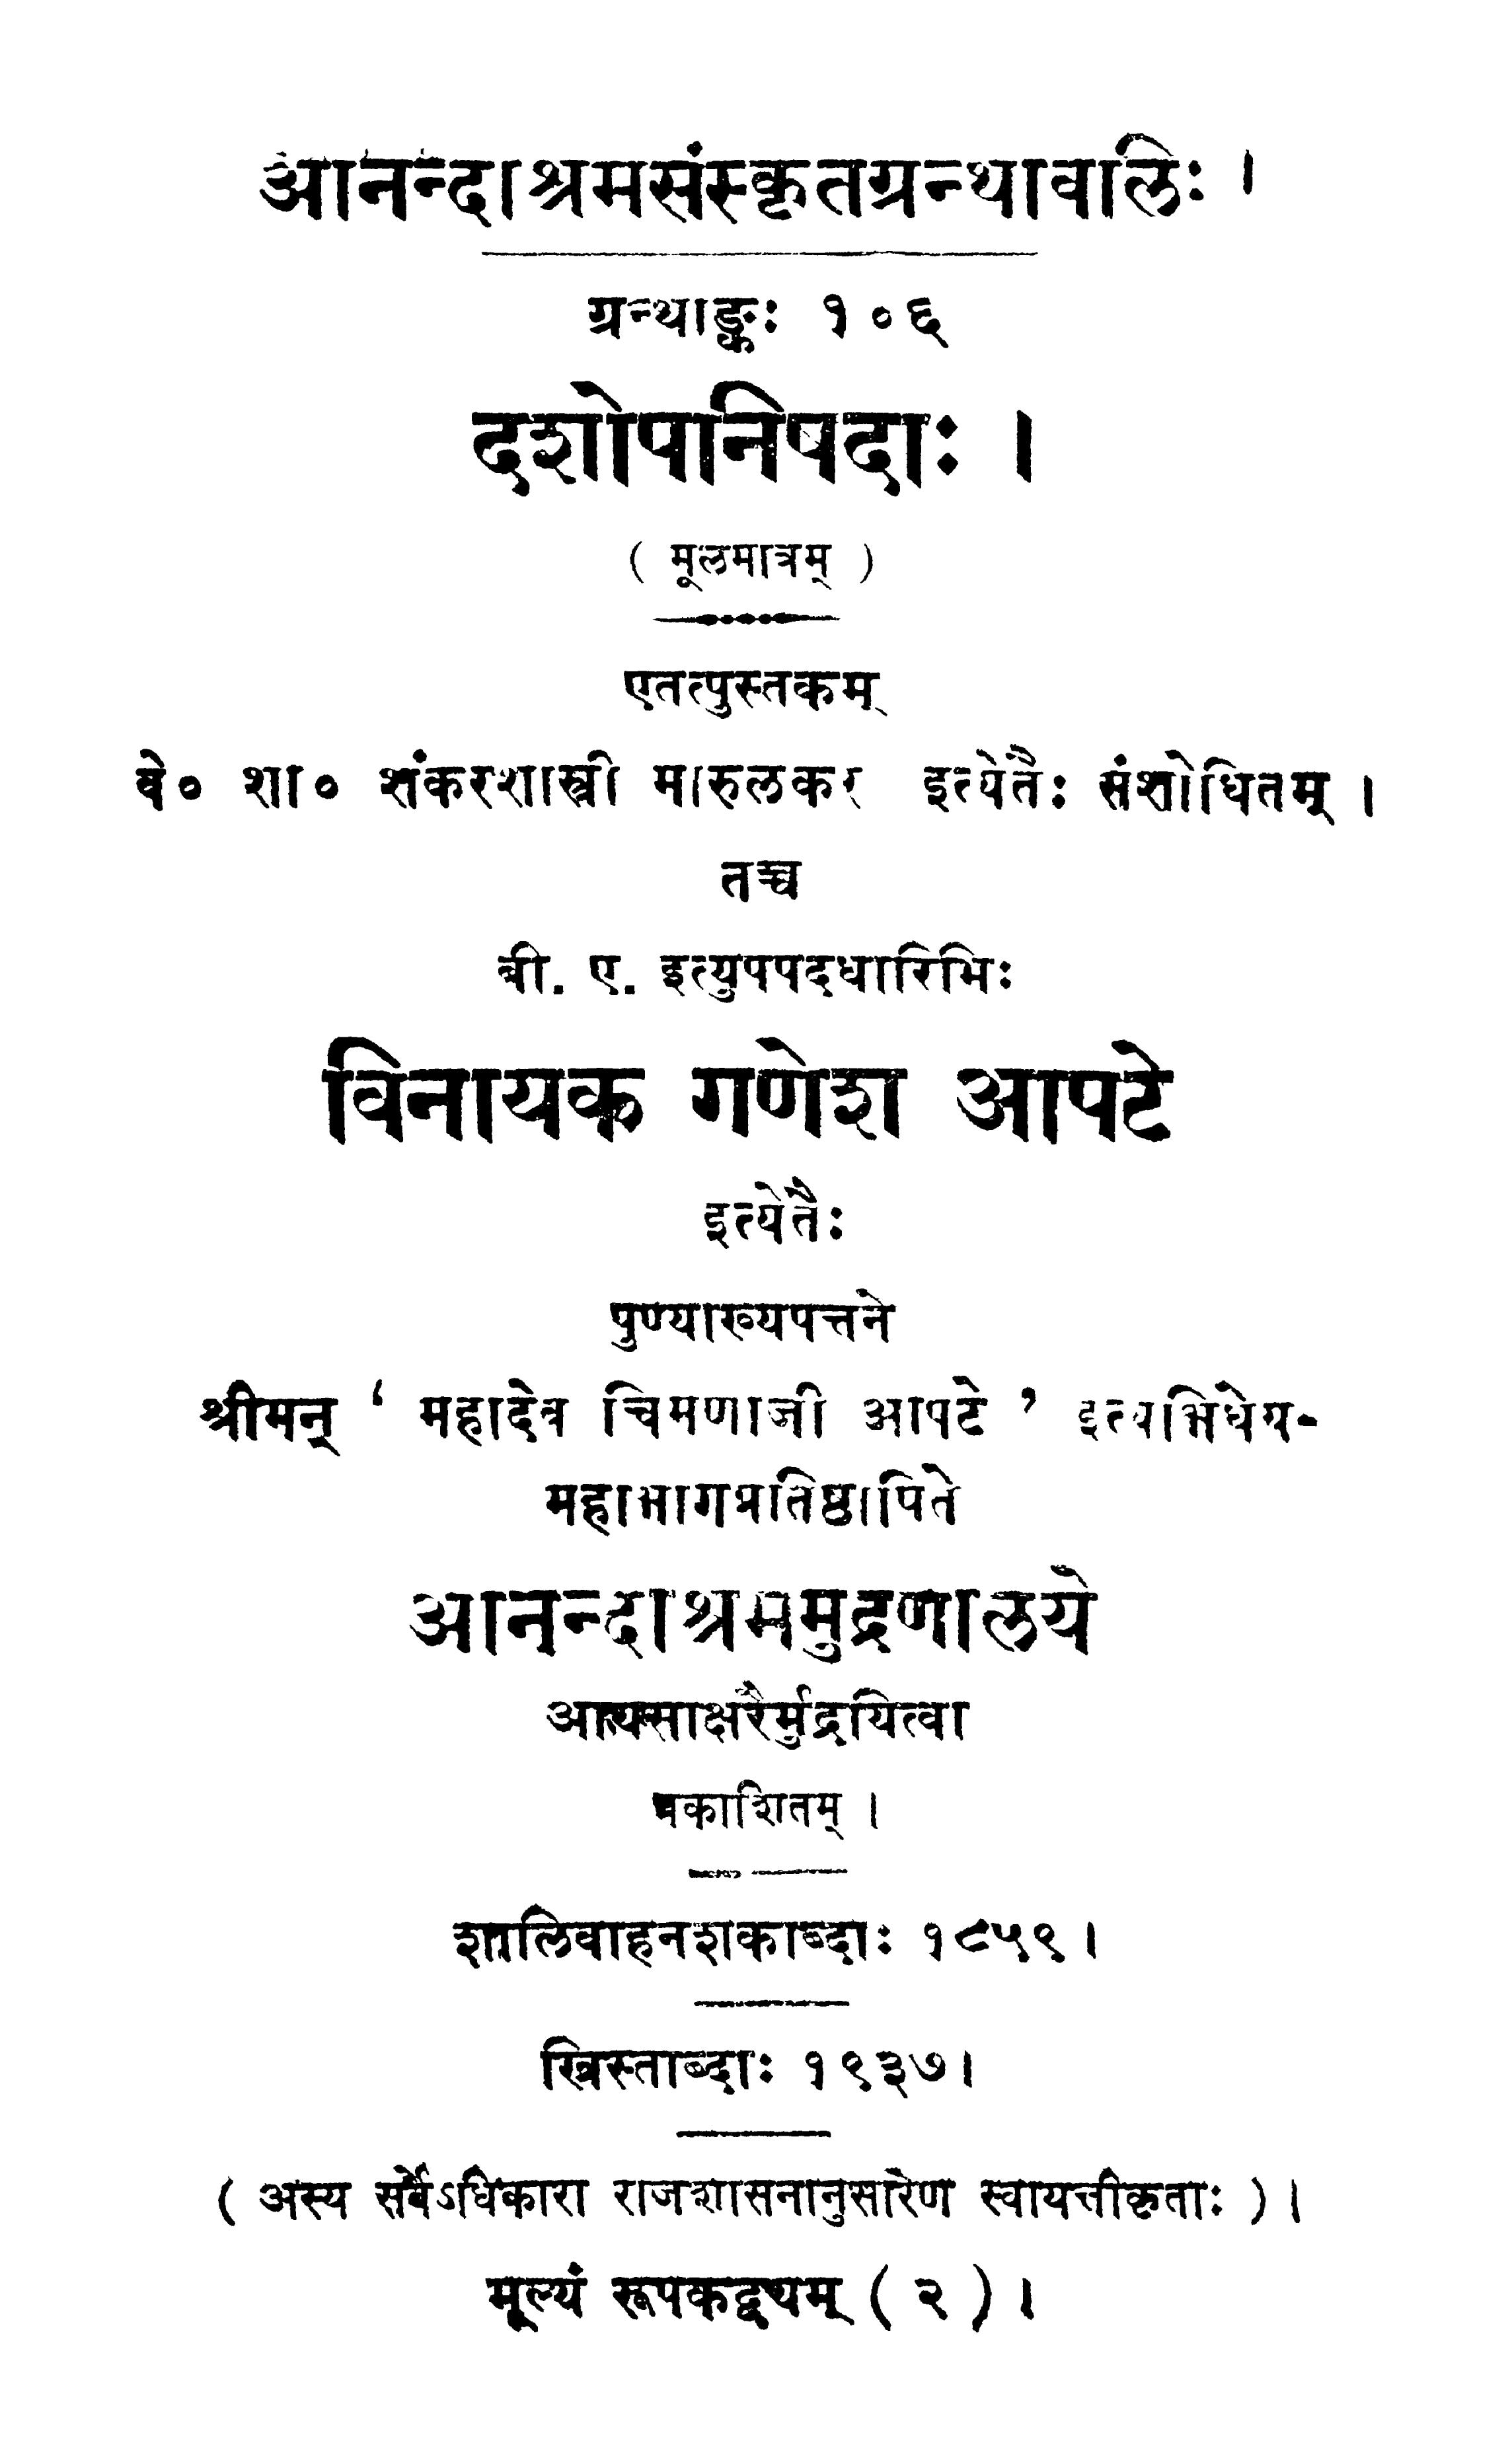 आनन्दाश्रमसंस्कृतग्रन्थावलिः ।
ग्रन्थाङ्कः १०६
दशोपनिषदः ।
( मूलमात्रम् )
एतत्पुस्तकम्
वे० शा० शंकरशास्त्री मारुलकर इत्येतैः संशोधितम् ।
तच्च
बी. ए. इत्युपपदधारिभिः
विनायक गणेश आपटे
इत्येतैः
पुण्याख्यपत्तने
श्रीमन् ‘ महादेव चिमणाजी आपटे ’ इत्यभिधेय-
महाभागप्रतिष्ठापिते
आनन्दाश्रममुद्रणालये
आयसाक्षरैर्मुद्रयित्वा
प्रकाशितम् ।
शालिवाहनशकाब्दाः १८५९ ।
ख्रिस्ताब्दाः १९३७ ।
( अस्य सर्वेऽधिकारा राजशासनानुसारेण स्वायत्तीकृताः ) ।
मूल्यं रूपकद्वयम् ( २ ) ।